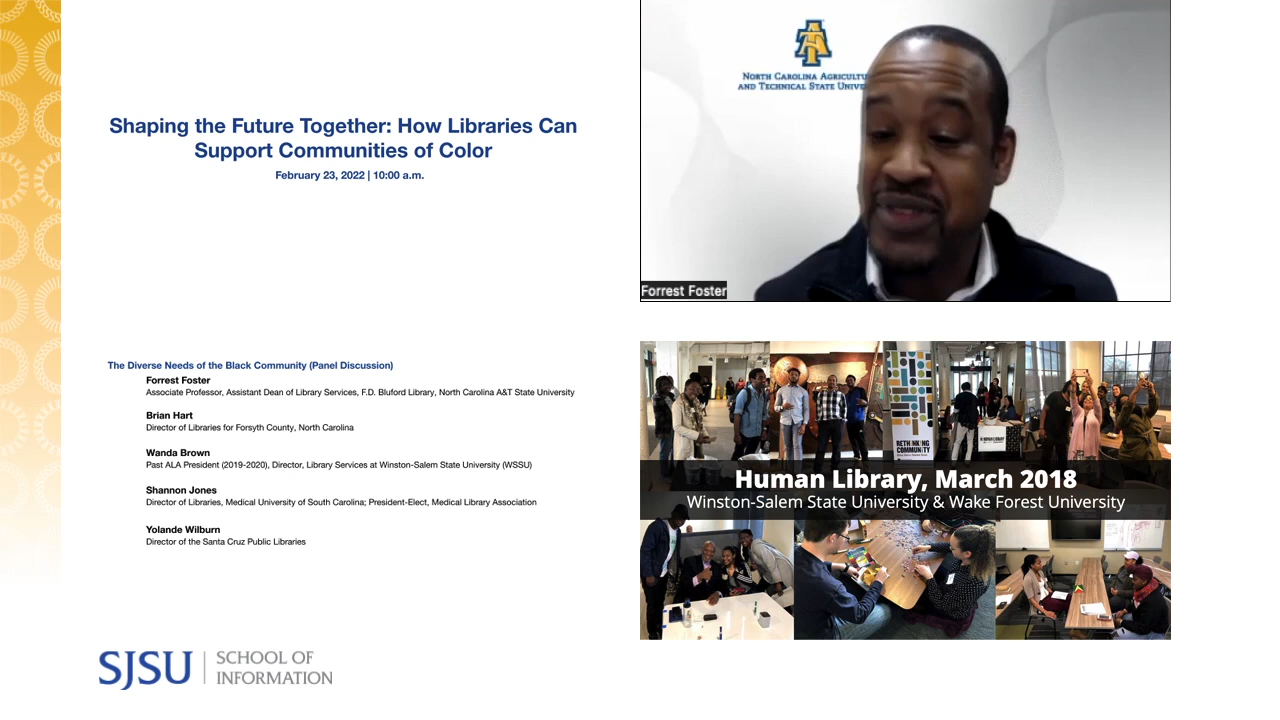 Shaping the Future Together: How Libraries Can
Support Communities of Color
February 23, 2022 | 10:00 a.m.
NORTH CAROLINA AGRICULTU
AND TECHNICAL STATE UNIVE
Forrest Foster
The Diverse Needs of the Black Community (Panel Discussion)
Forrest Foster
Associate Professor, Assistant Dean of Library Services, F.D. Bluford Library, North Carolina A&T State University
Brian Hart
Director of Libraries for Forsyth County, North Carolina
Wanda Brown
Past ALA President (2019-2020), Director, Library Services at Winston-Salem State University (WSSU)
Shannon Jones
Director of Libraries, Medical University of South Carolina; President-Elect, Medical Library Association
Yolande Wilburn
Director of the Santa Cruz Public Libraries
RETHINKING
COMMUNITY
HUMAN LIBRARY
Human Library, March 2018
Winston-Salem State University & Wake Forest University
SJSU
SCHOOL OF
INFORMATION